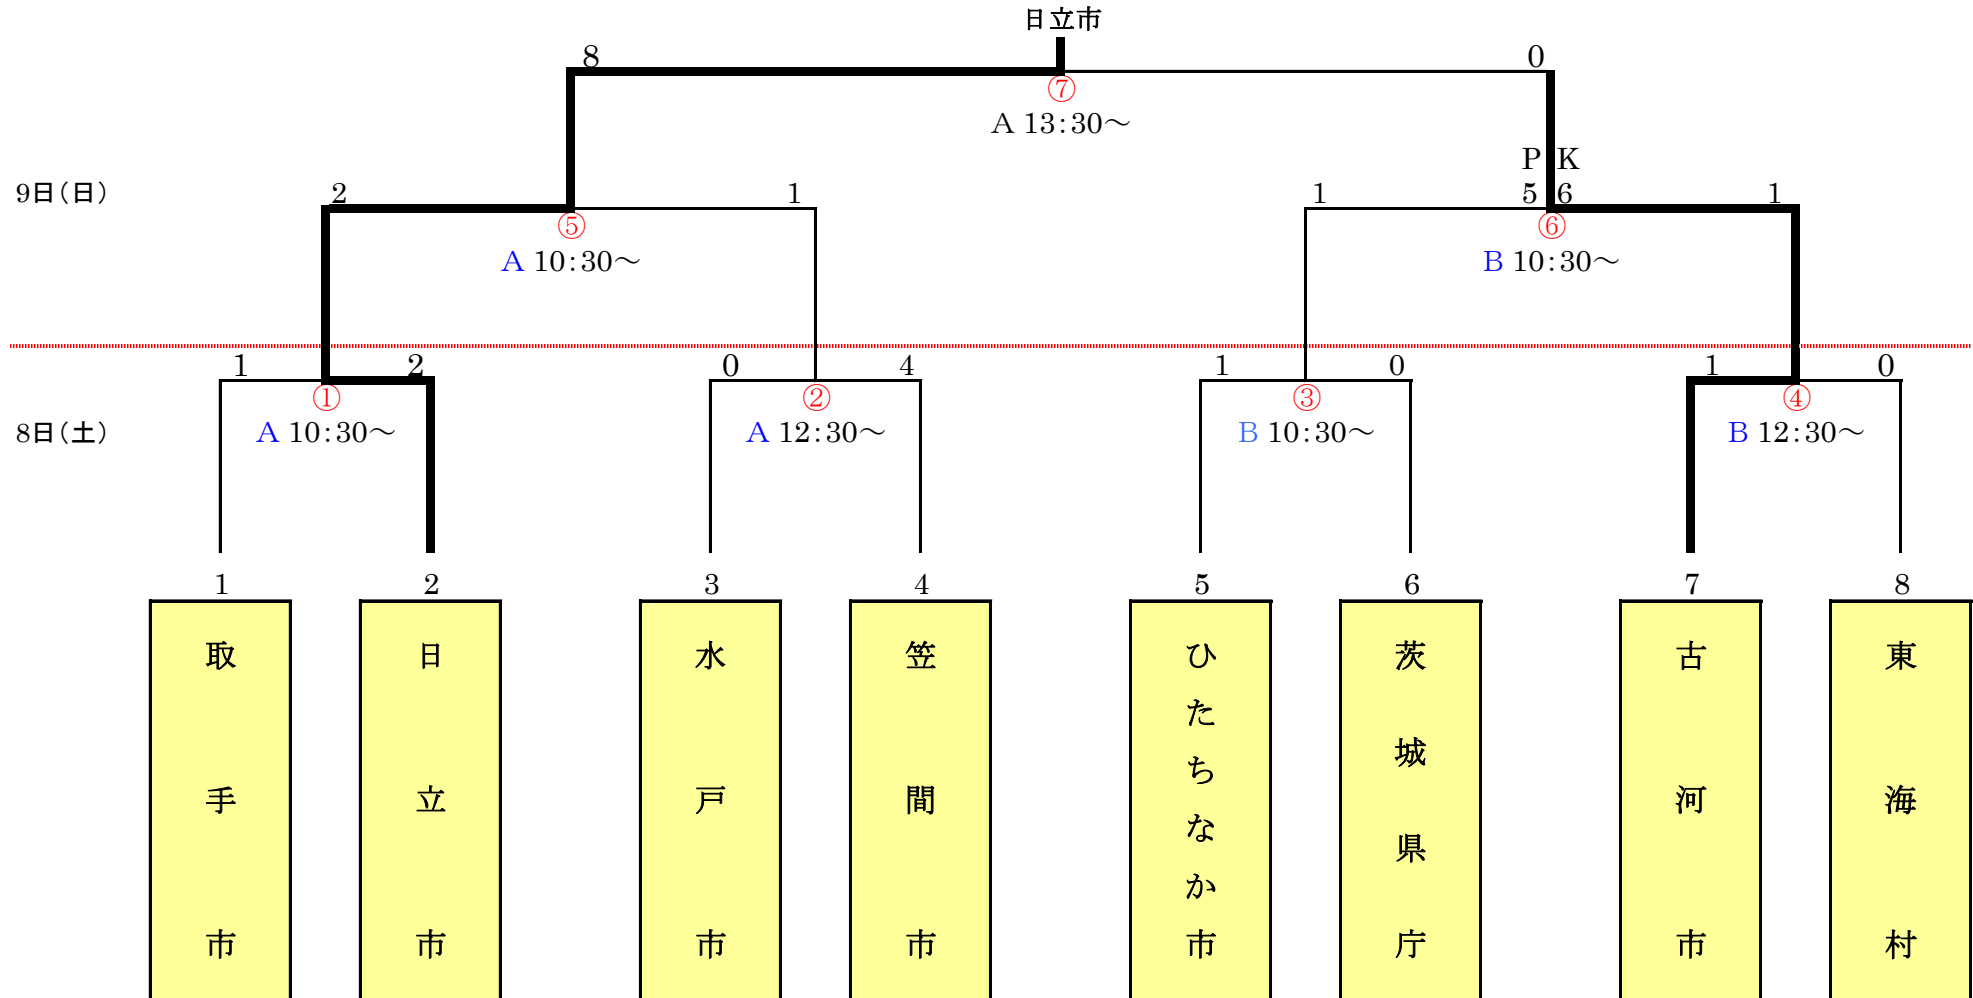 日立市
8 0
⑦
A 13:30～
P K
9日(日) 2 1 1 5 6 1
⑤ ⑥
A 10:30～ B 10:30～
1 2 0 4 1 0 1 0
① ② ③ ④
8日(土) A 10:30～ A 12:30～ B 10:30～ B 12:30～
1 2 3 4 5 6 7 8
取手市
日立市
水戸市
笠間市
ひたちなか市
茨城県庁
古河市
東海村